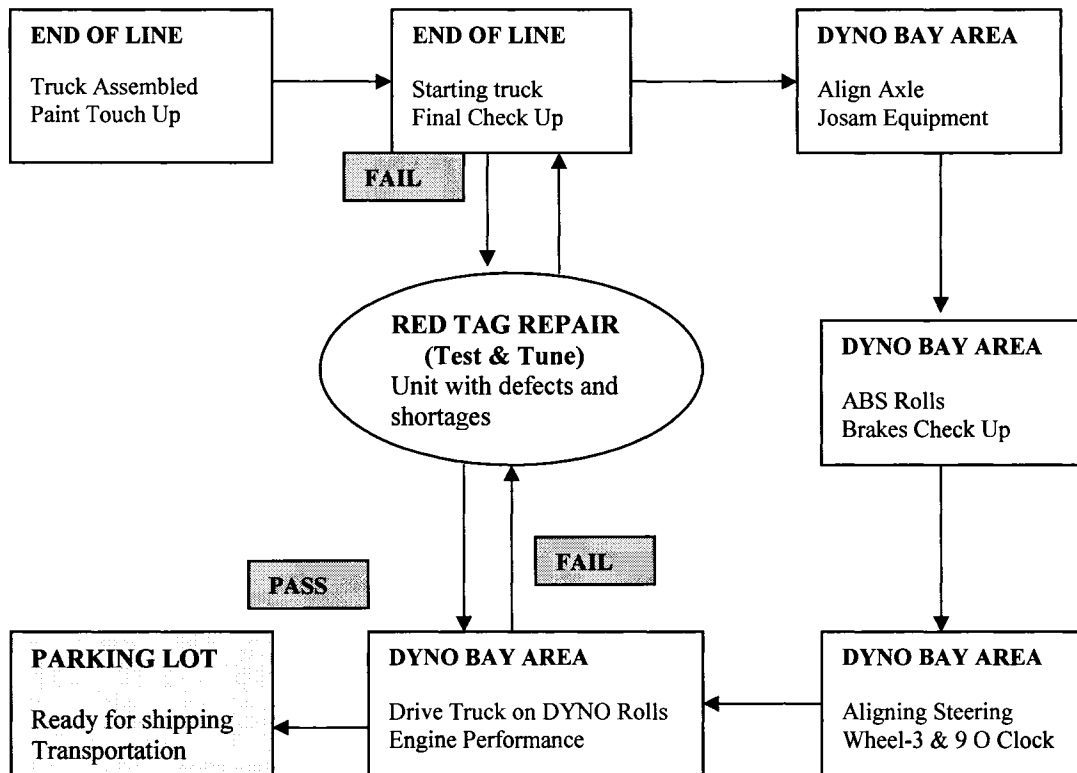 END OF LINE
Truck Assembled
Paint Touch Up
END OF LINE
Starting truck
Final Check Up
DYNO BAY AREA
Align Axle
Josam Equipment
FAIL
RED TAG REPAIR
(Test & Tune)
Unit with defects and
shortages
DYNO BAY AREA
ABS Rolls
Brakes Check Up
FAIL
PASS
PARKING LOT
Ready for shipping
Transportation
DYNO BAY AREA
Drive Truck on DYNO Rolls
Engine Performance
DYNO BAY AREA
Aligning Steering
Wheel-3 & 9 O Clock